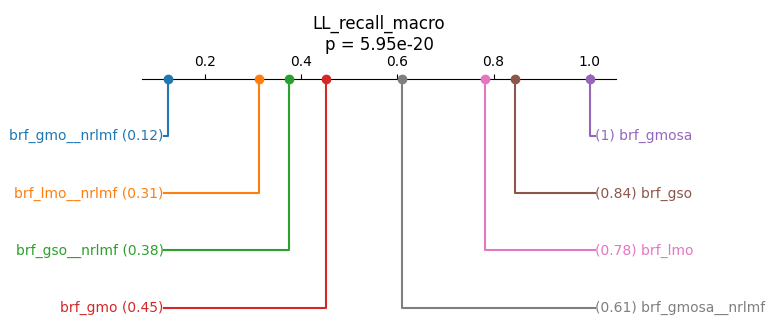 LL_recall_macro
p = 5.95e-20
0.2 0.4 0.6 0.8 1.0
brf_gmo__nrlmf (0.12)
(1) brf_gmosa
brf_lmo__nrlmf (0.31)
(0.84) brf_gso
brf_gso__nrlmf (0.38)
(0.78) brf_lmo
brf_gmo (0.45)
(0.61) brf_gmosa__nrlmf